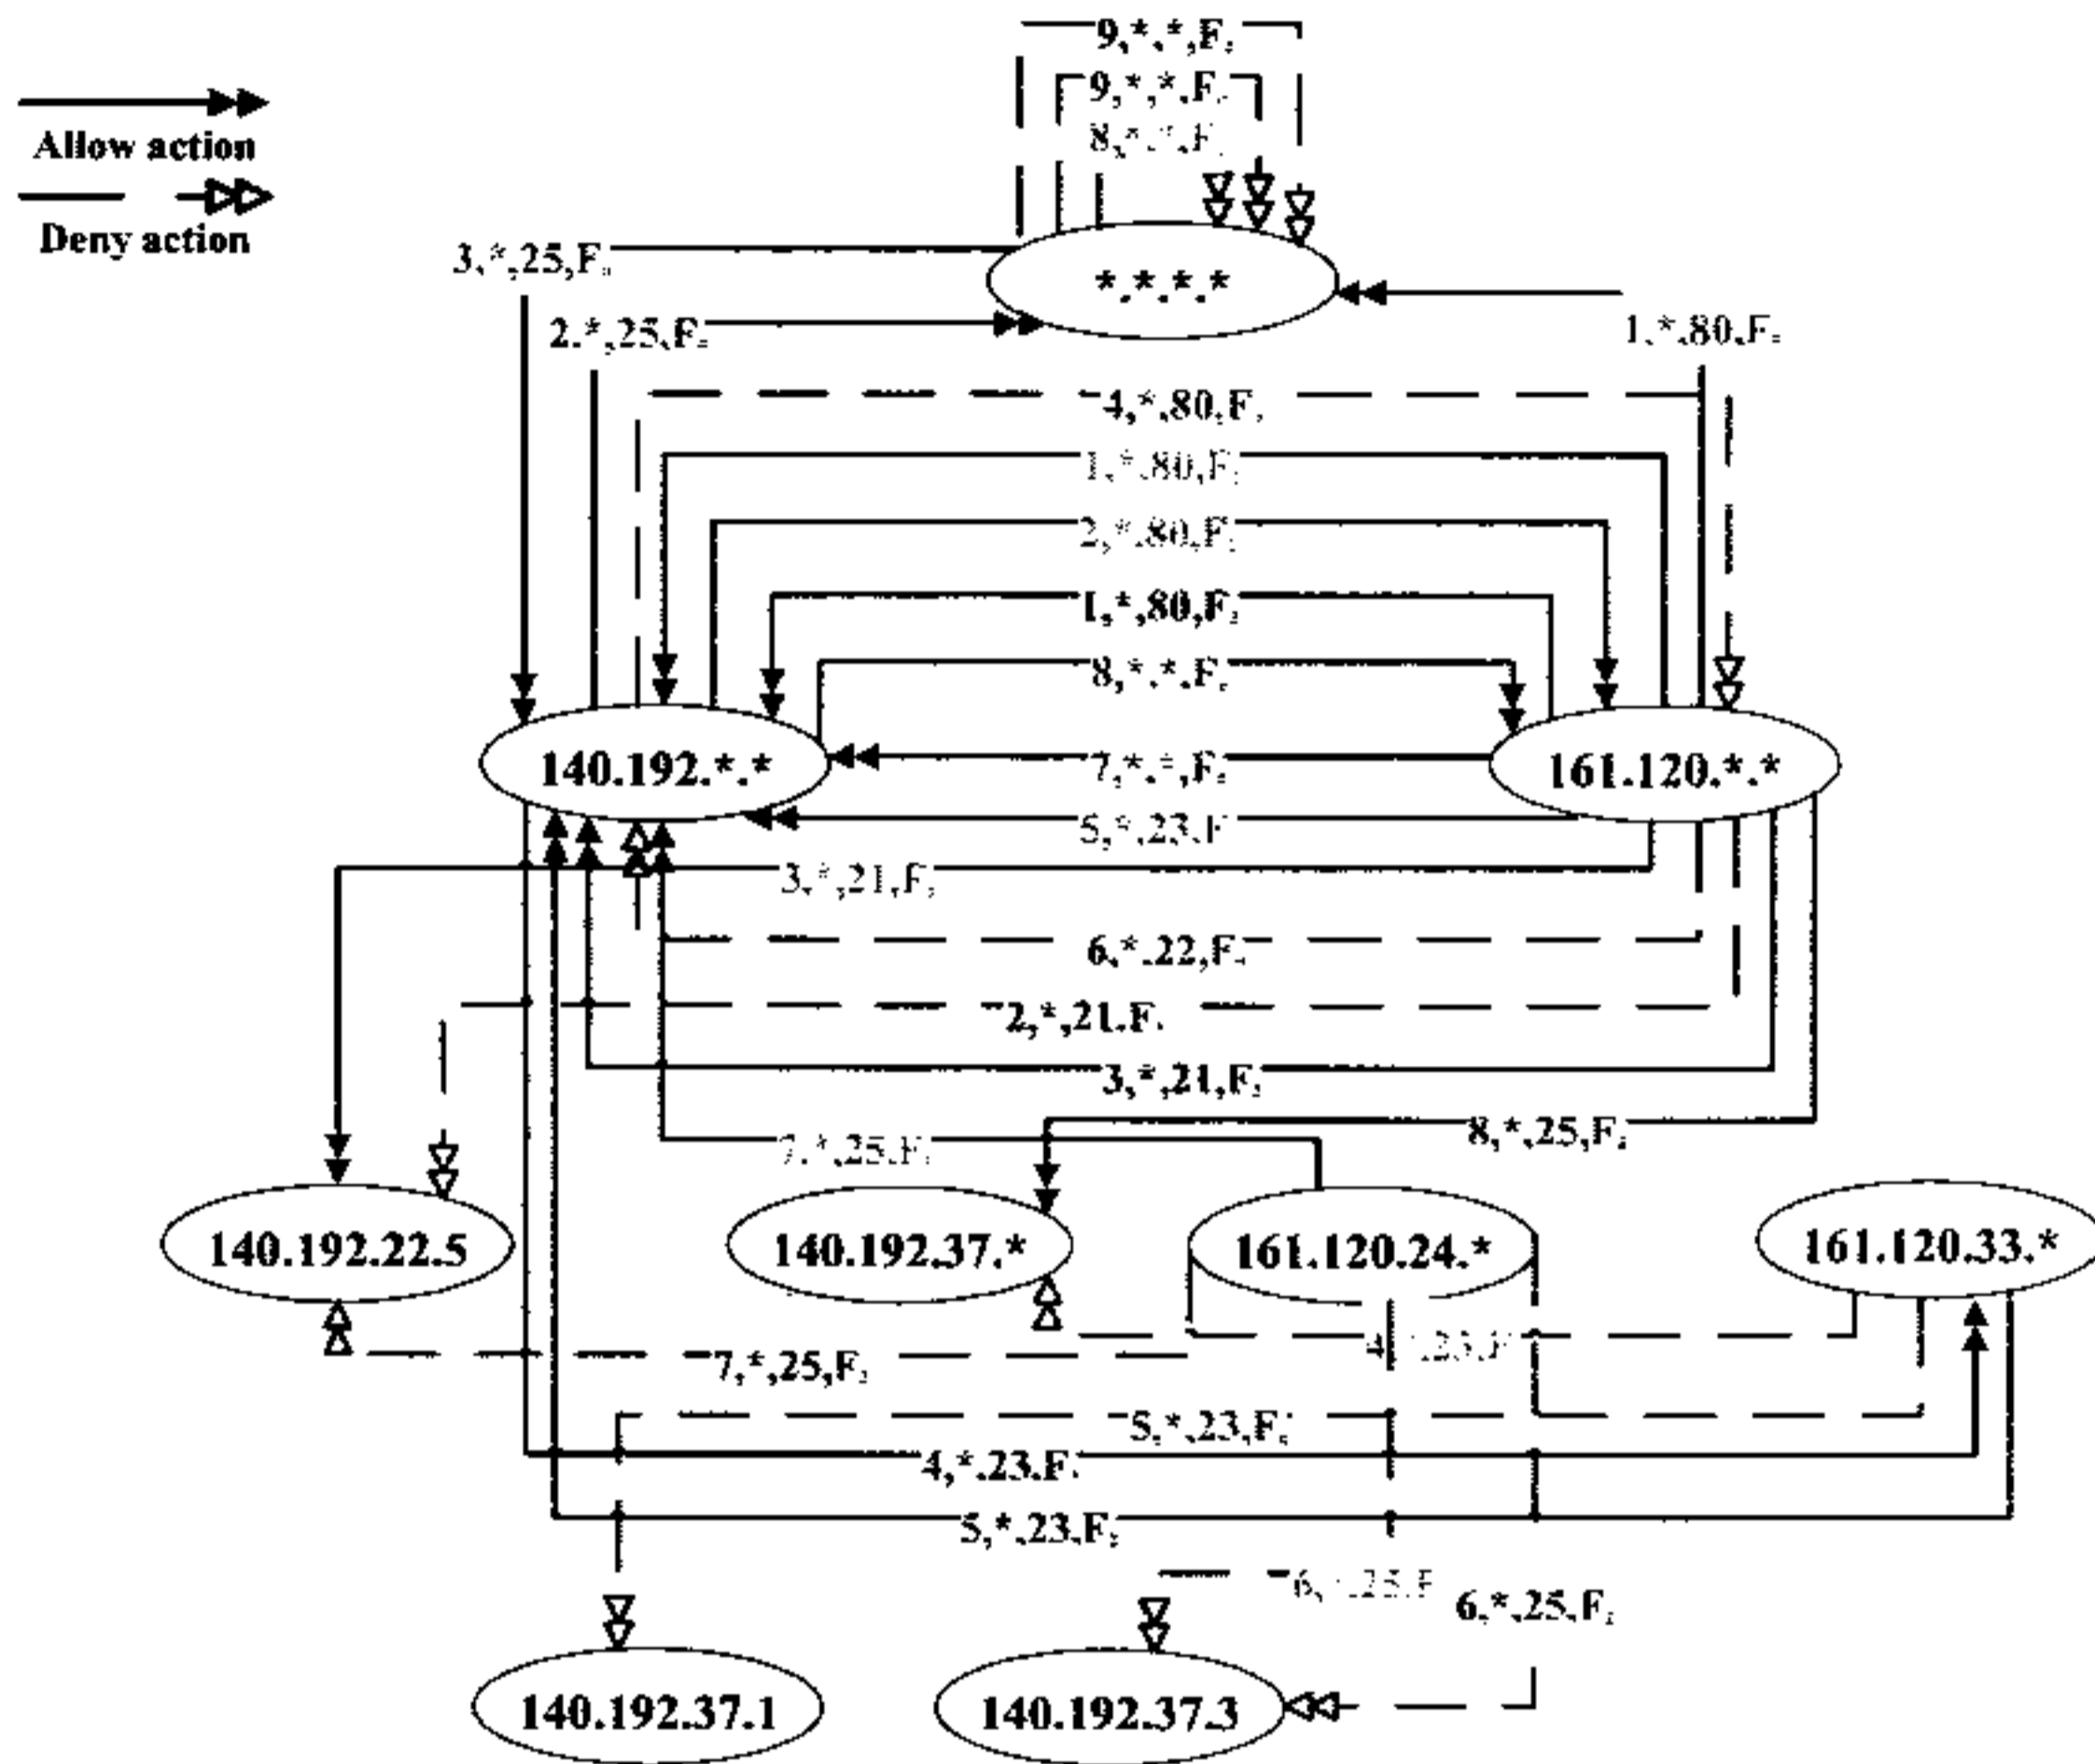 9,*,*,F
9,*,*,F
8,*,*,F
Allow action
Deny action
3,*,25,F
*.*.*.*
2,*,25,F
1,*,80,F
4,*,80,F
1,*,80,F
2,*,80,F
1,*,80,F
8,*,*,F
140.192.*.*
7,*,*,F
161.120.*.*
5,*,23,F
3,*,21,F
6,*,22,F
2,*,21,F
3,*,21,F
8,*,25,F
7,*,25,F
140.192.22.5
140.192.37.*
161.120.24.*
161.120.33.*
7,*,25,F
5,*,23,F
4,*,23,F
5,*,23,F
6,*,25,F
140.192.37.1
140.192.37.3